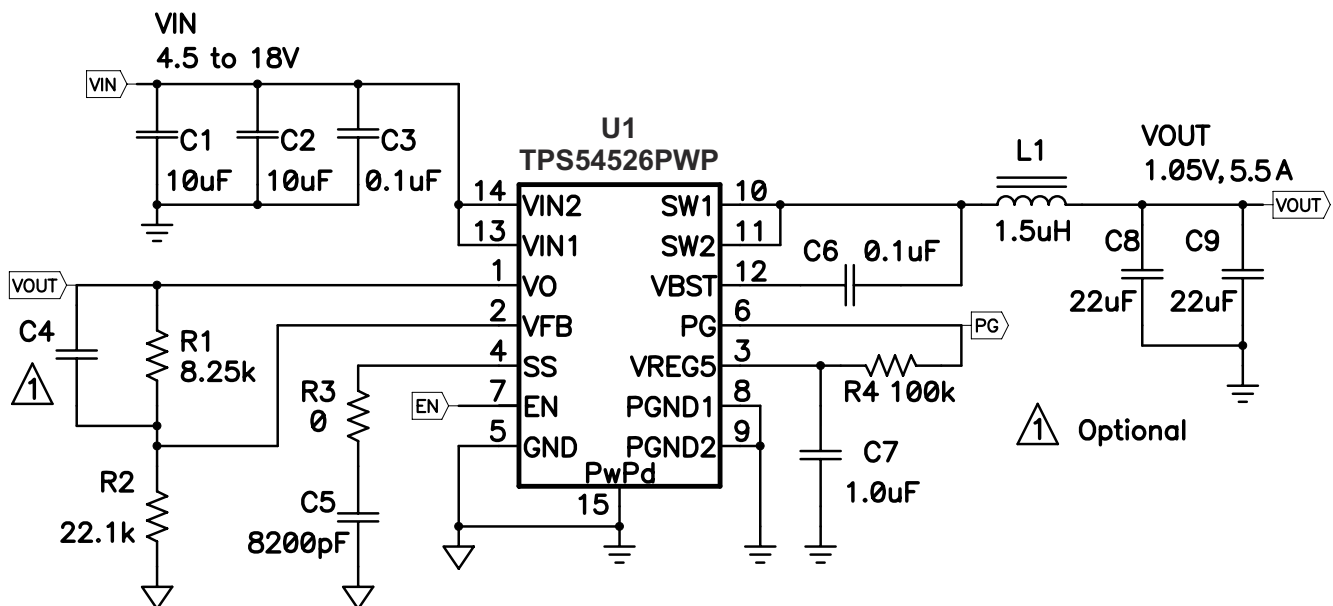 VIN
4.5 to 18V
VIN
C1
10uF
C2
10uF
C3
0.1uF
U1
TPS54526PWP
14
VIN2
13
VIN1
1
VO
2
VFB
4
SS
7
EN
5
GND
SW1
10
SW2
11
VBST
12
PG
6
VREG5
3
PGND1
8
PGND2
9
PwPd
15
VOUT
C4
1
R1
8.25k
R2
22.1k
R3
0
C5
8200pF
EN
C6
0.1uF
L1
1.5uH
VOUT
1.05V, 5.5A
VOUT
C8
22uF
C9
22uF
PG
R4 100k
C7
1.0uF
1 Optional